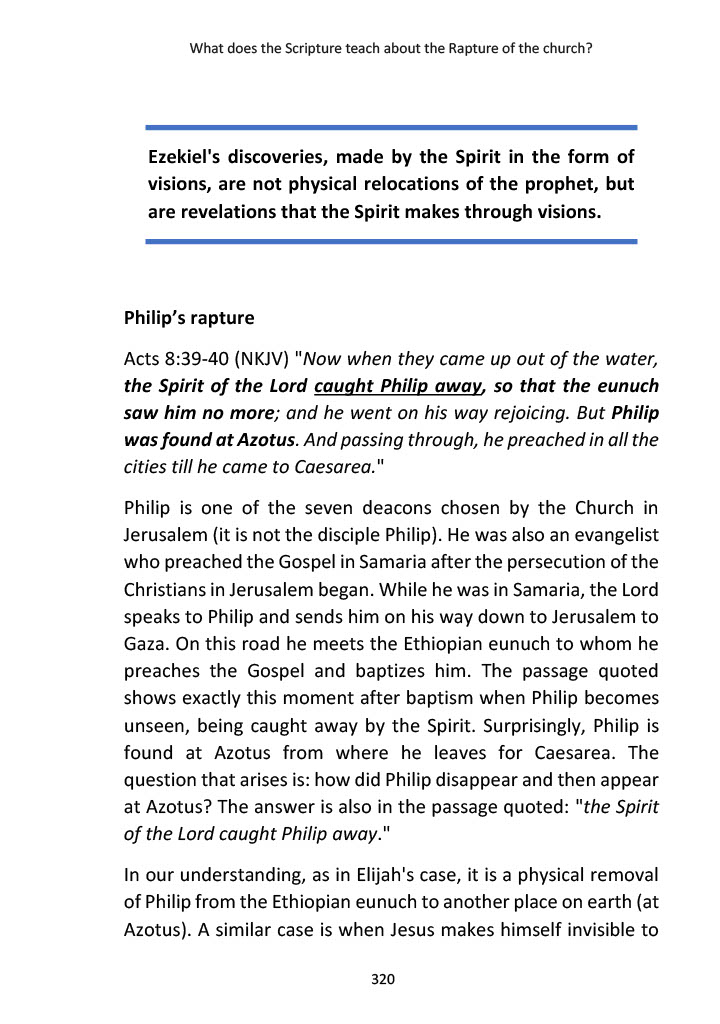 What does the Scripture teach about the Rapture of the church?
Ezekiel's discoveries, made by the Spirit in the form of
visions, are not physical relocations of the prophet, but
are revelations that the Spirit makes through visions.
Philip’s rapture
Acts 8:39-40 (NKJV) "Now when they came up out of the water,
the Spirit of the Lord caught Philip away, so that the eunuch
saw him no more; and he went on his way rejoicing. But Philip
was found at Azotus. And passing through, he preached in all the
cities till he came to Caesarea."
Philip is one of the seven deacons chosen by the Church in
Jerusalem (it is not the disciple Philip). He was also an evangelist
who preached the Gospel in Samaria after the persecution of the
Christians in Jerusalem began. While he was in Samaria, the Lord
speaks to Philip and sends him on his way down to Jerusalem to
Gaza. On this road he meets the Ethiopian eunuch to whom he
preaches the Gospel and baptizes him. The passage quoted
shows exactly this moment after baptism when Philip becomes
unseen, being caught away by the Spirit. Surprisingly, Philip is
found at Azotus from where he leaves for Caesarea. The
question that arises is: how did Philip disappear and then appear
at Azotus? The answer is also in the passage quoted: "the Spirit
of the Lord caught Philip away."
In our understanding, as in Elijah's case, it is a physical removal
of Philip from the Ethiopian eunuch to another place on earth (at
Azotus). A similar case is when Jesus makes himself invisible to
320